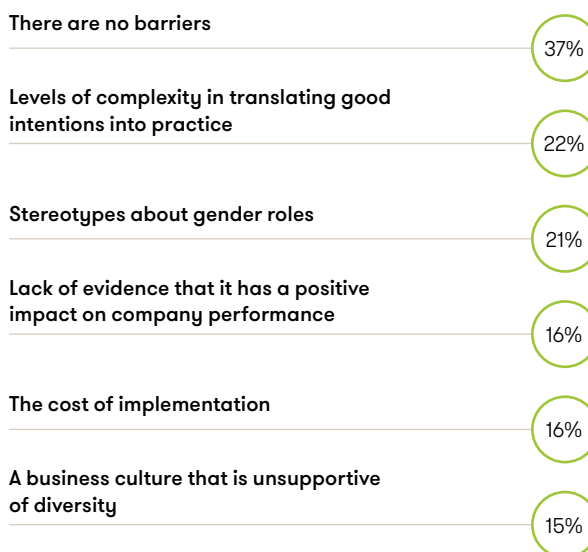 There are no barriers
37%
Levels of complexity in translating good
intentions into practice
22%
Stereotypes about gender roles
21%
Lack of evidence that it has a positive
impact on company performance
16%
The cost of implementation
16%
A business culture that is unsupportive
of diversity
15%